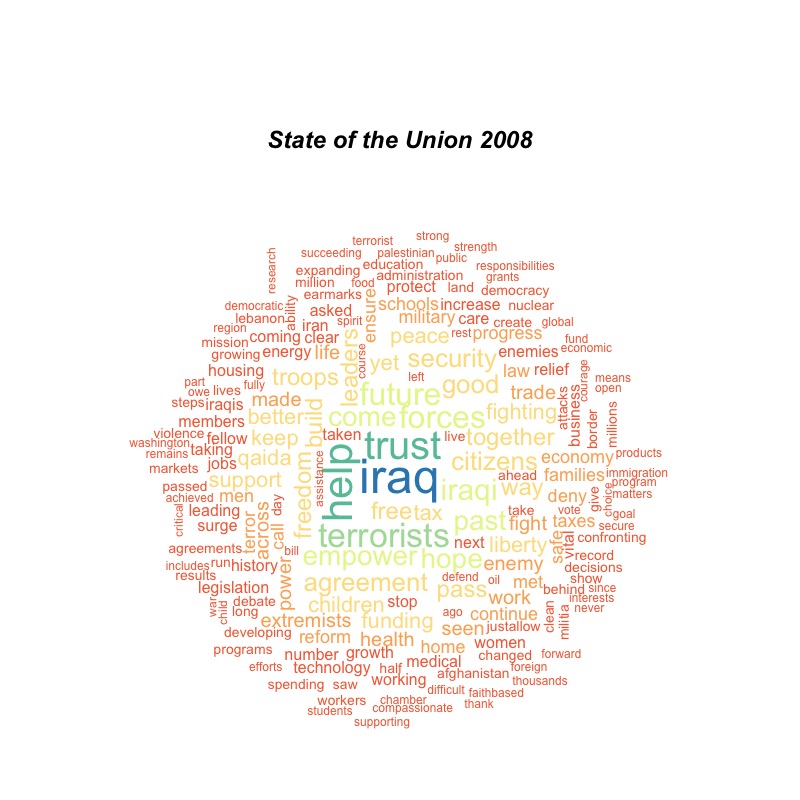 State of the Union 2008
strong
terrorist
strength
succeeding
palestinian
public
research
education
responsibilities
expanding
administration
grants
million
food
protect
land
democracy
earmarks
ensure
schools
increase
nuclear
democratic
ability
asked
military
care
create
global
lebanon
spirit
region
iran
clear
peace
rest
progress
fund
mission
coming
leaders
course
yet
security
enemies
economic
growing
energy
life
law
relief
courage
housing
troops
left
good
means
part
fully
future
trade
attacks
open
owe
lives
made
come
forces
fighting
business
steps
iraqis
better
build
border
millions
members
violence
fellow
keep
taken
trust
live
together
washington
taking
remains
qaida
help
iraq
citizens
economy
products
markets
jobs
assistance
ahead
families
immigration
passed
support
freedom
iraqi
way
deny
give
choice
program
achieved
men
matters
critical
leading
day
free
tax
take
vote
goal
surge
terror
across
call
past
fight
taxes
secure
terrorists
next
liberty
safe
vital
confronting
agreements
bill
empower
hope
enemy
record
includes
run
history
decisions
results
power
agreement
defend
oil
met
show
legislation
pass
behind
since
war
child
debate
children
stop
work
interests
long
ago
continue
clean
militia
never
developing
extremists
funding
seen
just
allow
reform
health
home
women
programs
number
growth
changed
forward
efforts
technology
half
medical
afghanistan
foreign
spending
saw
working
thousands
difficult
faithbased
workers
chamber
thank
students
compassionate
supporting